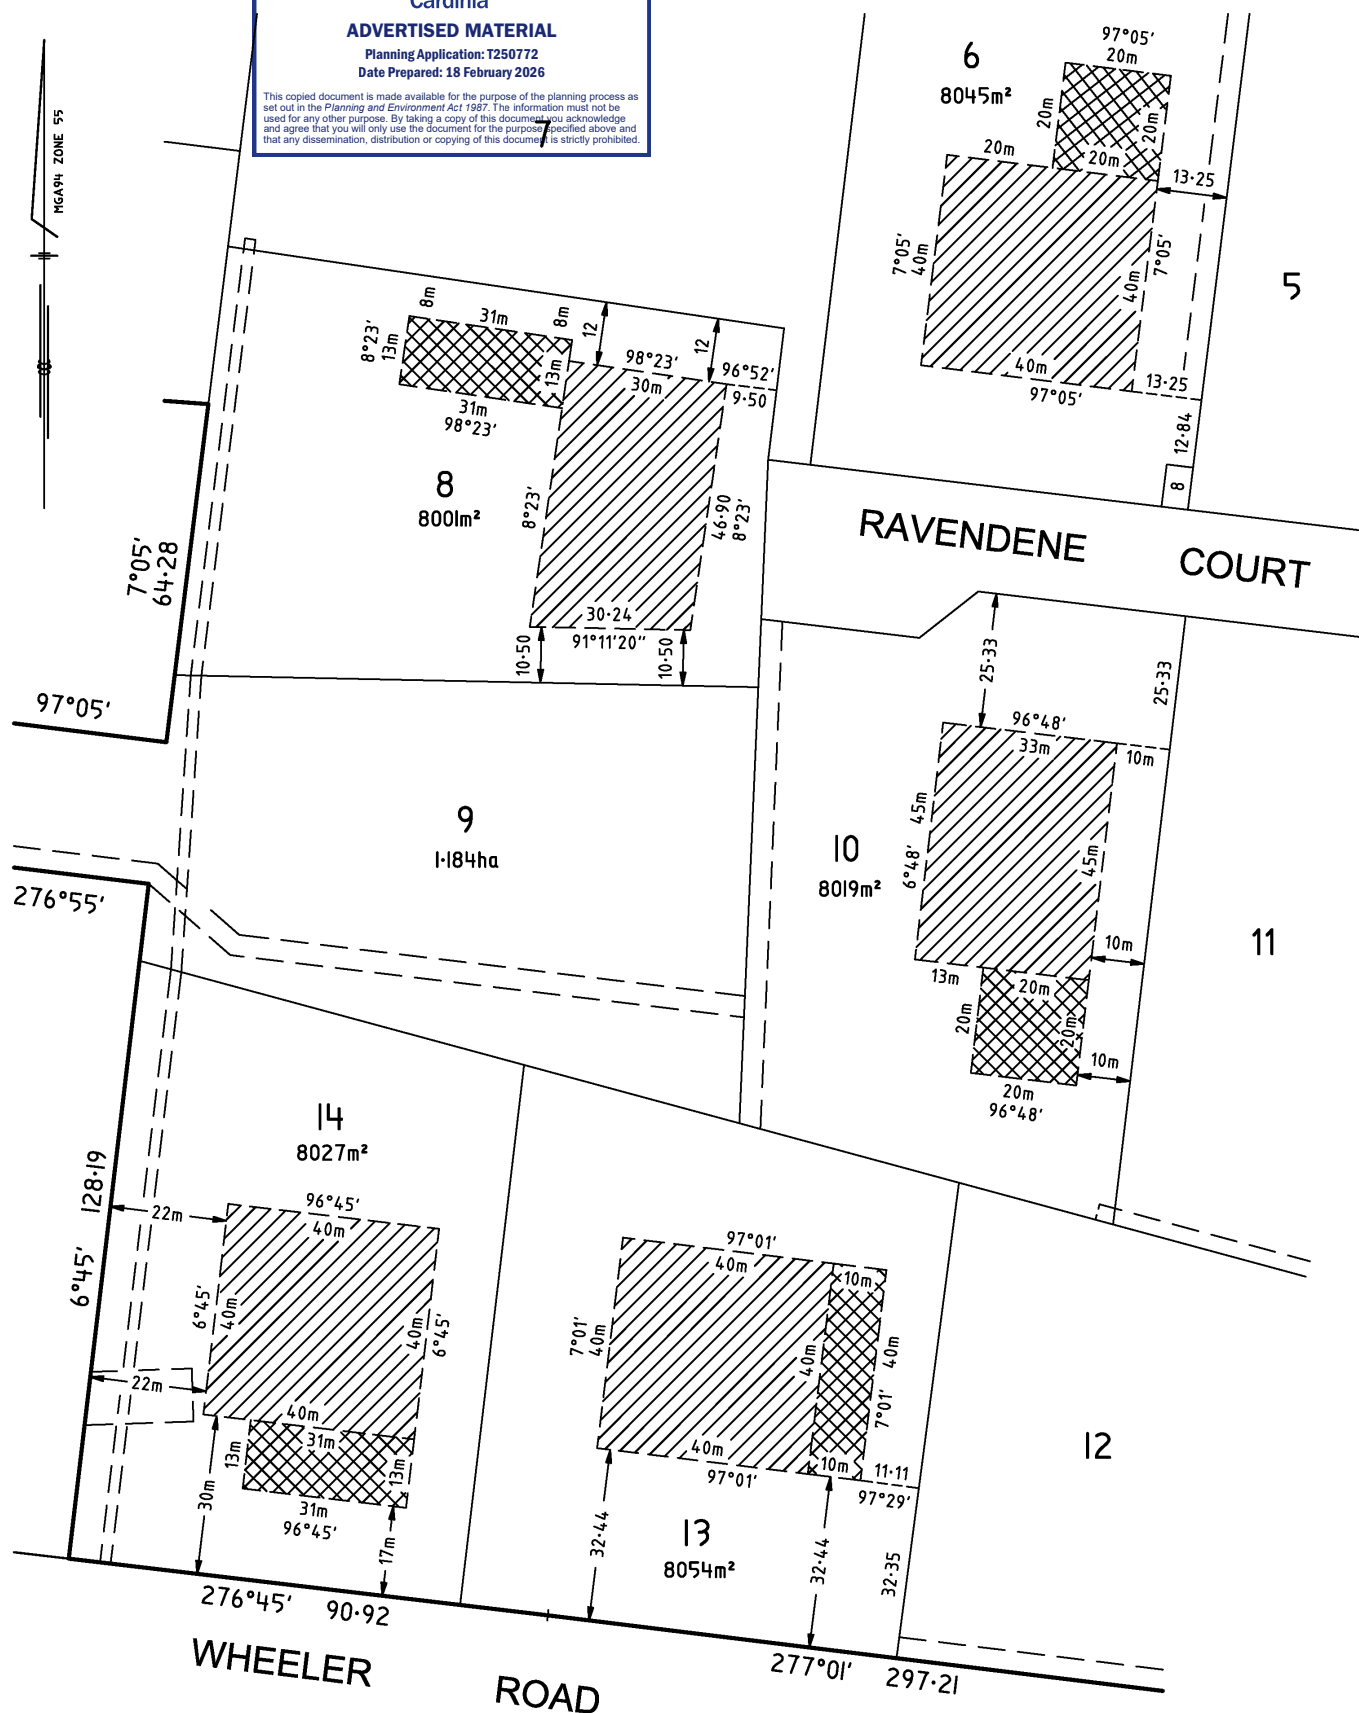 Cardinia
ADVERTISED MATERIAL
Planning Application: T250772
Date Prepared: 18 February 2026
This copied document is made available for the purpose of the planning process as
set out in the Planning and Environment Act 1987. The information must not be
used for any other purpose. By taking a copy of this document you acknowledge
and agree that you will only use the document for the purpose specified above and
that any dissemination, distribution or copying of this document is strictly prohibited.
7
MGA94 ZONE 55
6
8045m²
97°05'
20m
20m
20m
20m
20m
13·25
7°05'
40m
7°05'
40m
40m
97°05'
13·25
12·84
8
5
8m
31m
8m
8°23'
13m
13m
31m
98°23'
12
12
98°23'
30m
96°52'
9·50
8
8001m²
8°23'
46·90
8°23'
30·24
91°11'20"
10·50
10·50
7°05'
64·28
97°05'
276°55'
RAVENDENE COURT
9
1·184ha
25·33
25·33
96°48'
33m
10m
10
8019m²
45m
6°48'
45m
10m
13m
20m
20m
20m
10m
20m
96°48'
11
14
8027m²
128·19
6°45'
22m
96°45'
40m
6°45'
40m
40m
6°45'
22m
40m
31m
13m
13m
31m
96°45'
30m
17m
276°45' 90·92
97°01'
40m
10m
7°01'
40m
40m
40m
7°01'
40m
10m
97°01'
11·11
97°29'
13
8054m²
32·44
32·44
32·35
12
277°01' 297·21
WHEELER ROAD